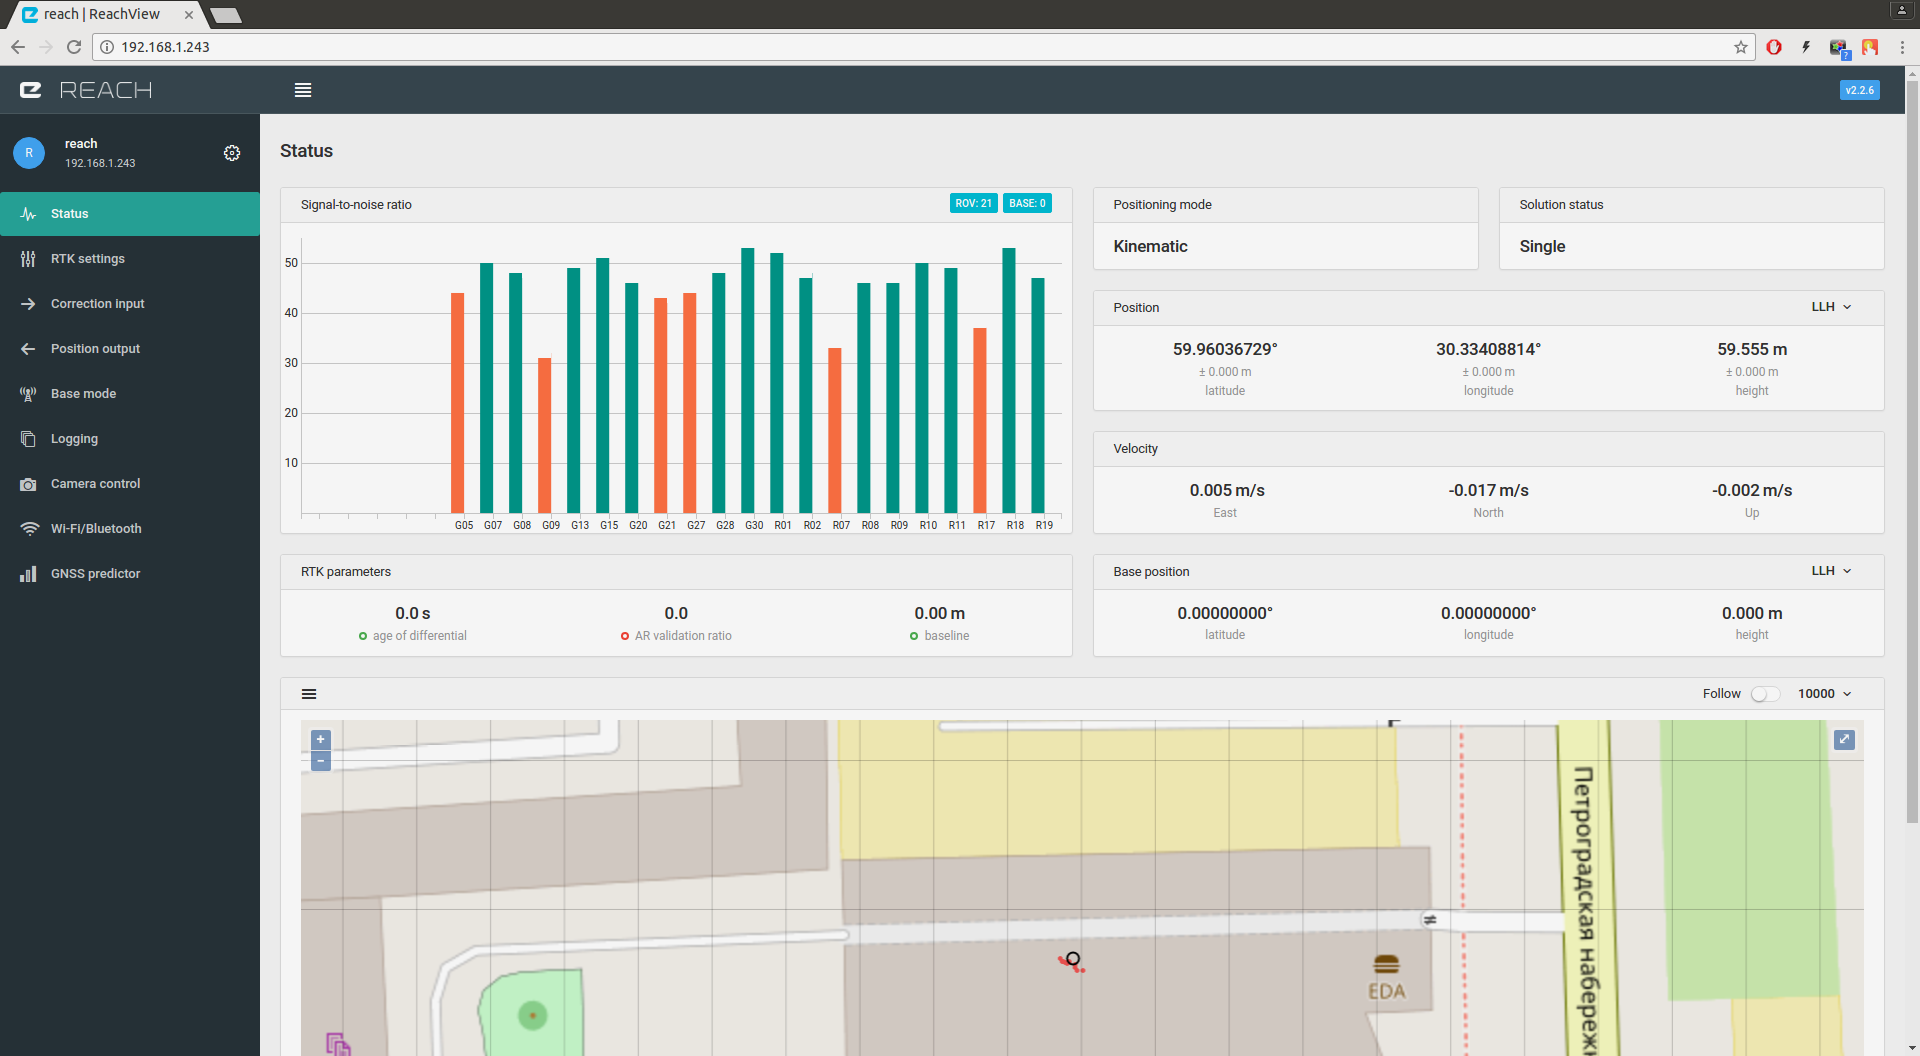 reach | ReachView
192.168.1.243
REACH
v2.2.6
R
reach
192.168.1.243
Status
RTK settings
Correction input
Position output
Base mode
Logging
Camera control
Wi-Fi/Bluetooth
GNSS predictor
Status
Signal-to-noise ratio
ROV: 21
BASE: 0
50
40
30
20
10
G05 G07 G08 G09 G13 G15 G20 G21 G27 G28 G30 R01 R02 R07 R08 R09 R10 R11 R17 R18 R19
Positioning mode
Kinematic
Solution status
Single
Position
LLH
59.96036729° 30.33408814° 59.555 m
± 0.000 m ± 0.000 m ± 0.000 m
latitude longitude height
Velocity
0.005 m/s -0.017 m/s -0.002 m/s
East North Up
RTK parameters
0.0 s 0.0 0.00 m
age of differential AR validation ratio baseline
Base position
LLH
0.00000000° 0.00000000° 0.000 m
latitude longitude height
Follow
10000
+
−
Петроградская набережн
EDA